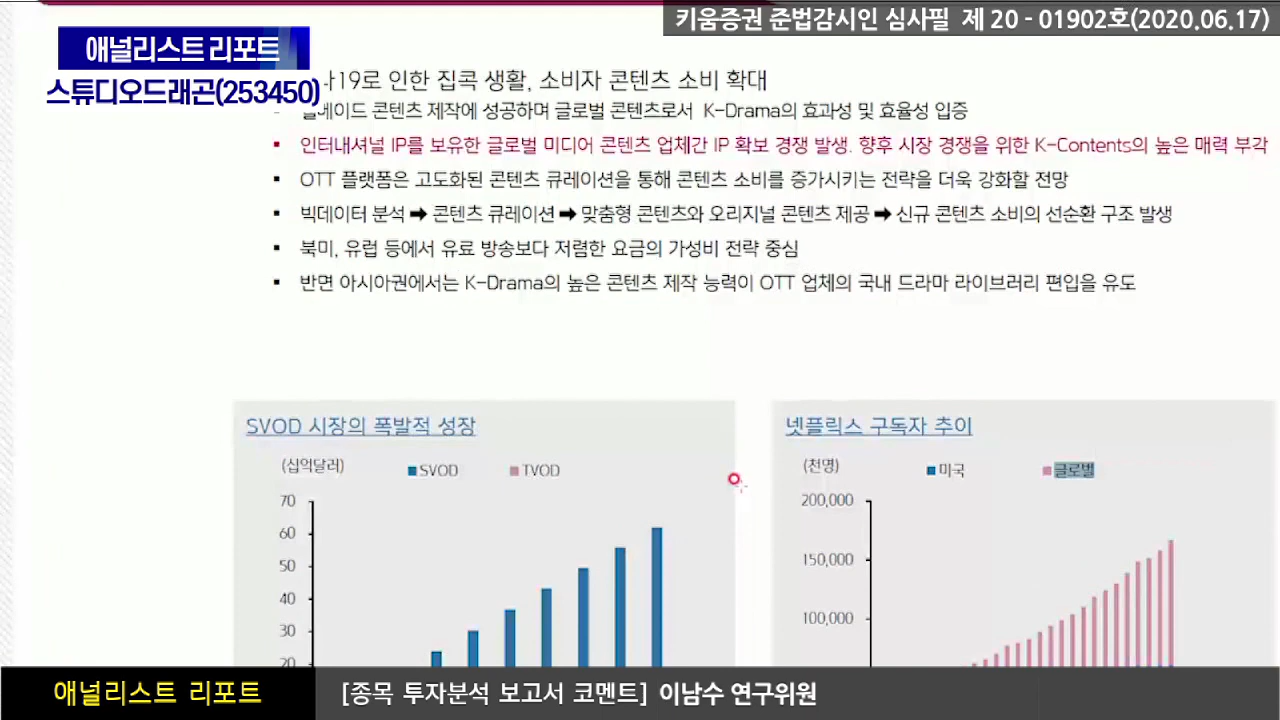 키움증권 준법감시인 심사필 제 20 - 01902호(2020.06.17)
애널리스트 리포트
스튜디오드래곤(253450)
19로 인한 집콕 생활, 소비자 콘텐츠 소비 확대
콘텐츠 제작에 성공하며 글로벌 콘텐츠로서 K-Drama의 효과성 및 효율성 입증
▪ 인터내셔널 IP를 보유한 글로벌 미디어 콘텐츠 업체간 IP 확보 경쟁 발생. 향후 시장 경쟁을 위한 K-Contents의 높은 매력 부각
▪ OTT 플랫폼은 고도화된 콘텐츠 큐레이션을 통해 콘텐츠 소비를 증가시키는 전략을 더욱 강화할 전망
▪ 빅데이터 분석 ➡ 콘텐츠 큐레이션 ➡ 맞춤형 콘텐츠와 오리지널 콘텐츠 제공 ➡ 신규 콘텐츠 소비의 선순환 구조 발생
▪ 북미, 유럽 등에서 유료 방송보다 저렴한 요금의 가성비 전략 중심
▪ 반면 아시아권에서는 K-Drama의 높은 콘텐츠 제작 능력이 OTT 업체의 국내 드라마 라이브러리 편입을 유도
SVOD 시장의 폭발적 성장
(십억달러)
SVOD
TVOD
70
60
50
40
30
20
넷플릭스 구독자 추이
(천명)
미국
글로벌
200,000
150,000
100,000
애널리스트 리포트
[종목 투자분석 보고서 코멘트] 이남수 연구위원